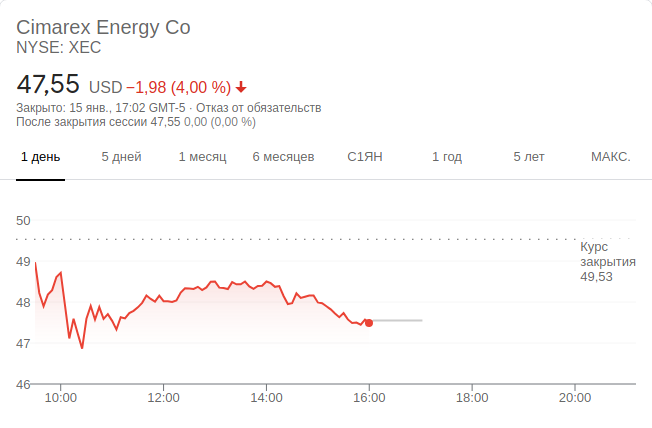 Cimarex Energy Co
NYSE: XEC
47,55 USD −1,98 (4,00 %)
Закрыто: 15 янв., 17:02 GMT-5 · Отказ от обязательств
После закрытия сессии 47,55 0,00 (0,00 %)
1 день 5 дней 1 месяц 6 месяцев С1ЯН 1 год 5 лет МАКС.
50
Курс
закрытия
49,53
49
48
47
46
10:00 12:00 14:00 16:00 18:00 20:00